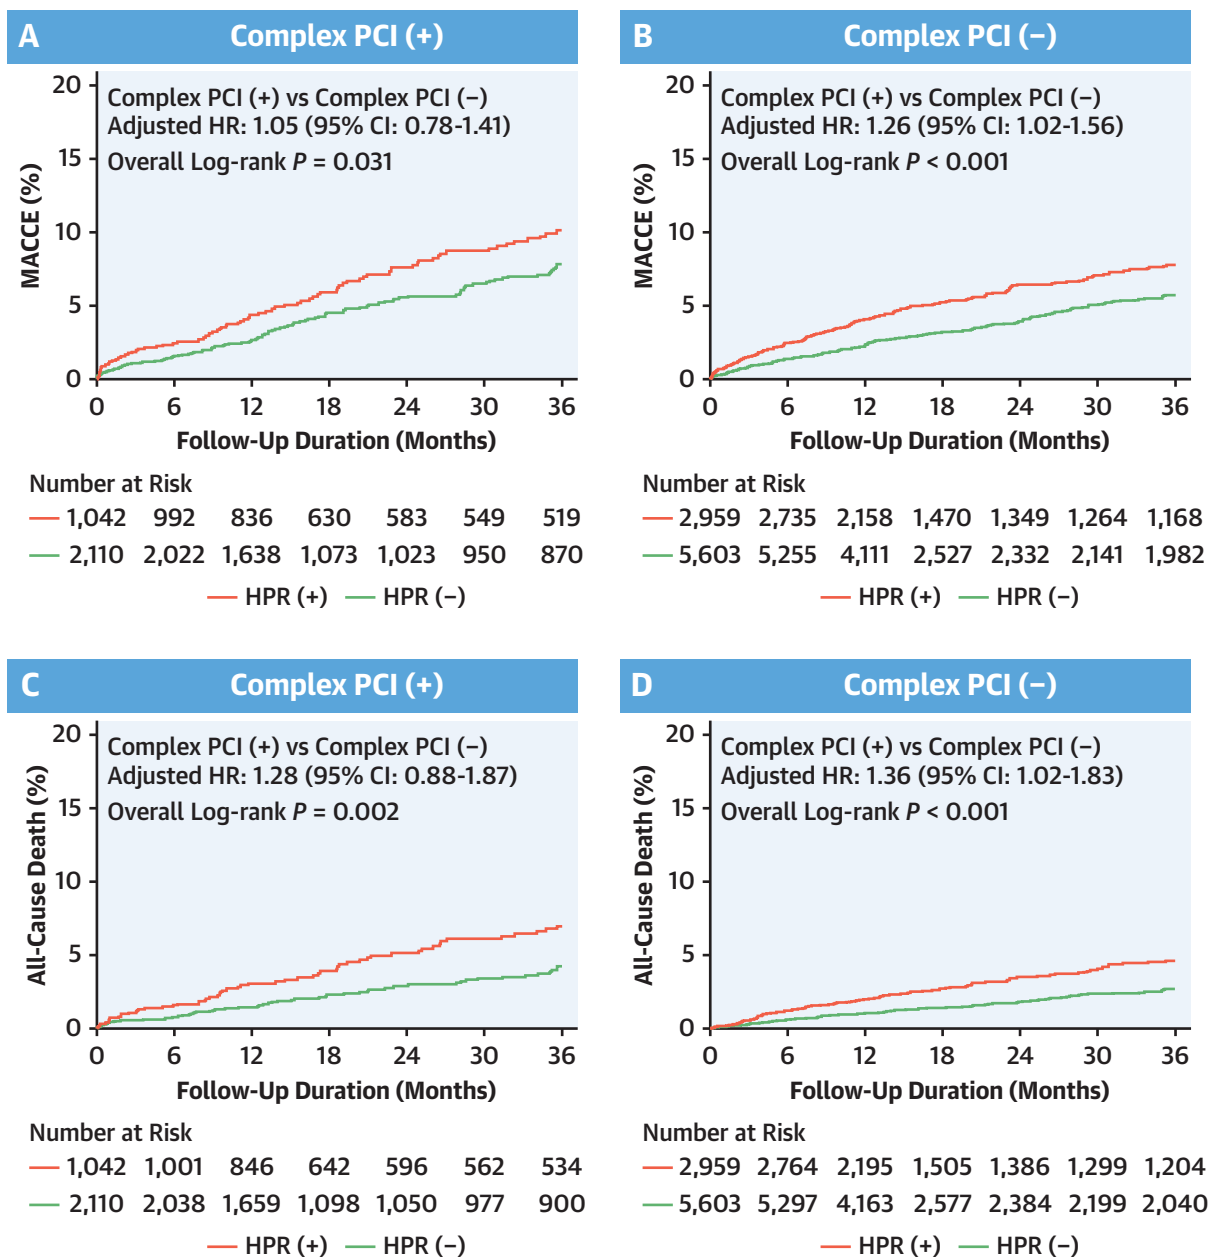 A Complex PCI (+)
MACCE (%)
20
15
10
5
0
Complex PCI (+) vs Complex PCI (−)
Adjusted HR: 1.05 (95% CI: 0.78-1.41)
Overall Log-rank P = 0.031
0 6 12 18 24 30 36
Follow-Up Duration (Months)
Number at Risk
1,042 992 836 630 583 549 519
2,110 2,022 1,638 1,073 1,023 950 870
HPR (+) HPR (−)
B Complex PCI (−)
MACCE (%)
20
15
10
5
0
Complex PCI (+) vs Complex PCI (−)
Adjusted HR: 1.26 (95% CI: 1.02-1.56)
Overall Log-rank P < 0.001
0 6 12 18 24 30 36
Follow-Up Duration (Months)
Number at Risk
2,959 2,735 2,158 1,470 1,349 1,264 1,168
5,603 5,255 4,111 2,527 2,332 2,141 1,982
HPR (+) HPR (−)
C Complex PCI (+)
All-Cause Death (%)
20
15
10
5
0
Complex PCI (+) vs Complex PCI (−)
Adjusted HR: 1.28 (95% CI: 0.88-1.87)
Overall Log-rank P = 0.002
0 6 12 18 24 30 36
Follow-Up Duration (Months)
Number at Risk
1,042 1,001 846 642 596 562 534
2,110 2,038 1,659 1,098 1,050 977 900
HPR (+) HPR (−)
D Complex PCI (−)
All-Cause Death (%)
20
15
10
5
0
Complex PCI (+) vs Complex PCI (−)
Adjusted HR: 1.36 (95% CI: 1.02-1.83)
Overall Log-rank P < 0.001
0 6 12 18 24 30 36
Follow-Up Duration (Months)
Number at Risk
2,959 2,764 2,195 1,505 1,386 1,299 1,204
5,603 5,297 4,163 2,577 2,384 2,199 2,040
HPR (+) HPR (−)